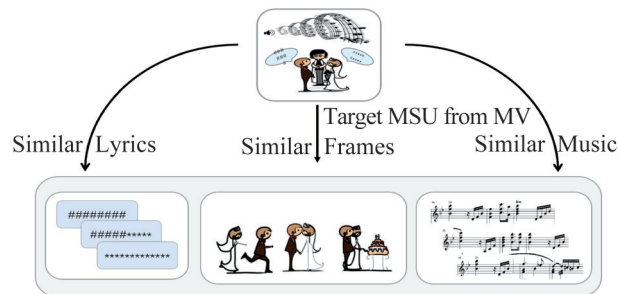 Target MSU from MV
Similar Lyrics
Similar Frames
Similar Music
########
#####*****
*************